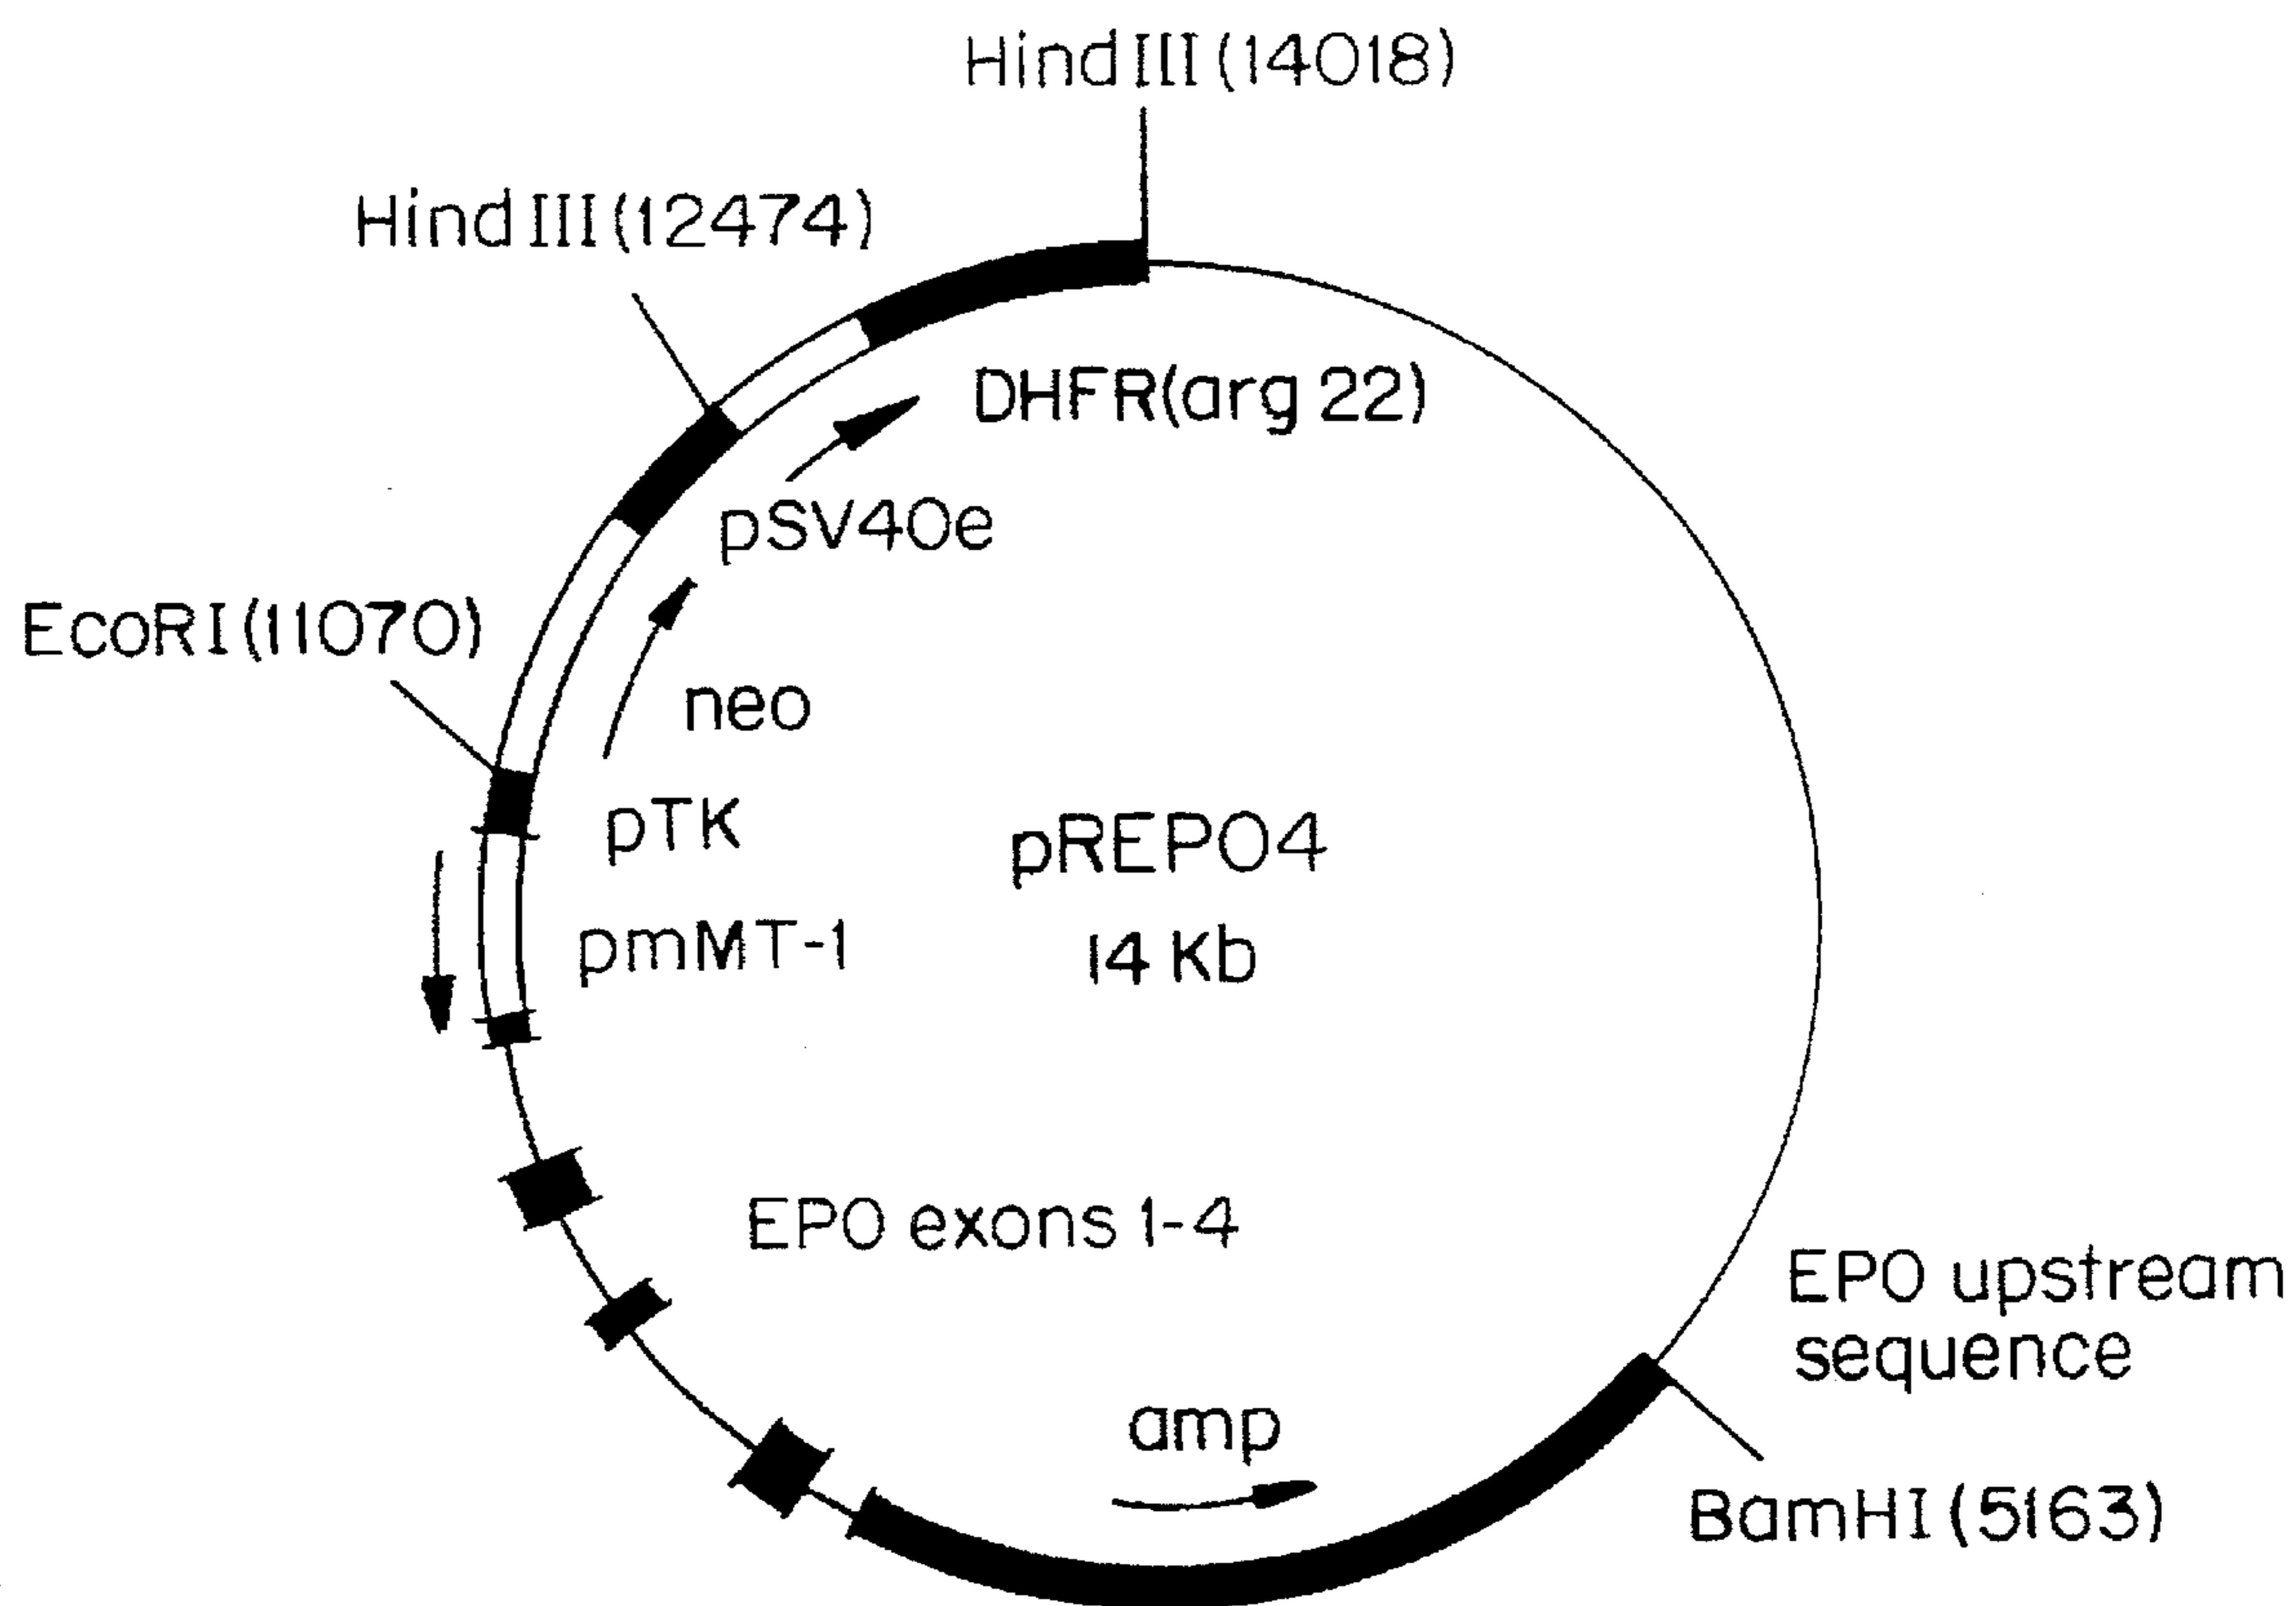 HindIII(14018)
HindIII(12474)
DHFR(arg 22)
pSV40e
EcoRI(11070)
neo
pTK
pREPO4
pmMT-1
14 Kb
EPO exons 1-4
EPO upstream
sequence
amp
BamHI(5163)